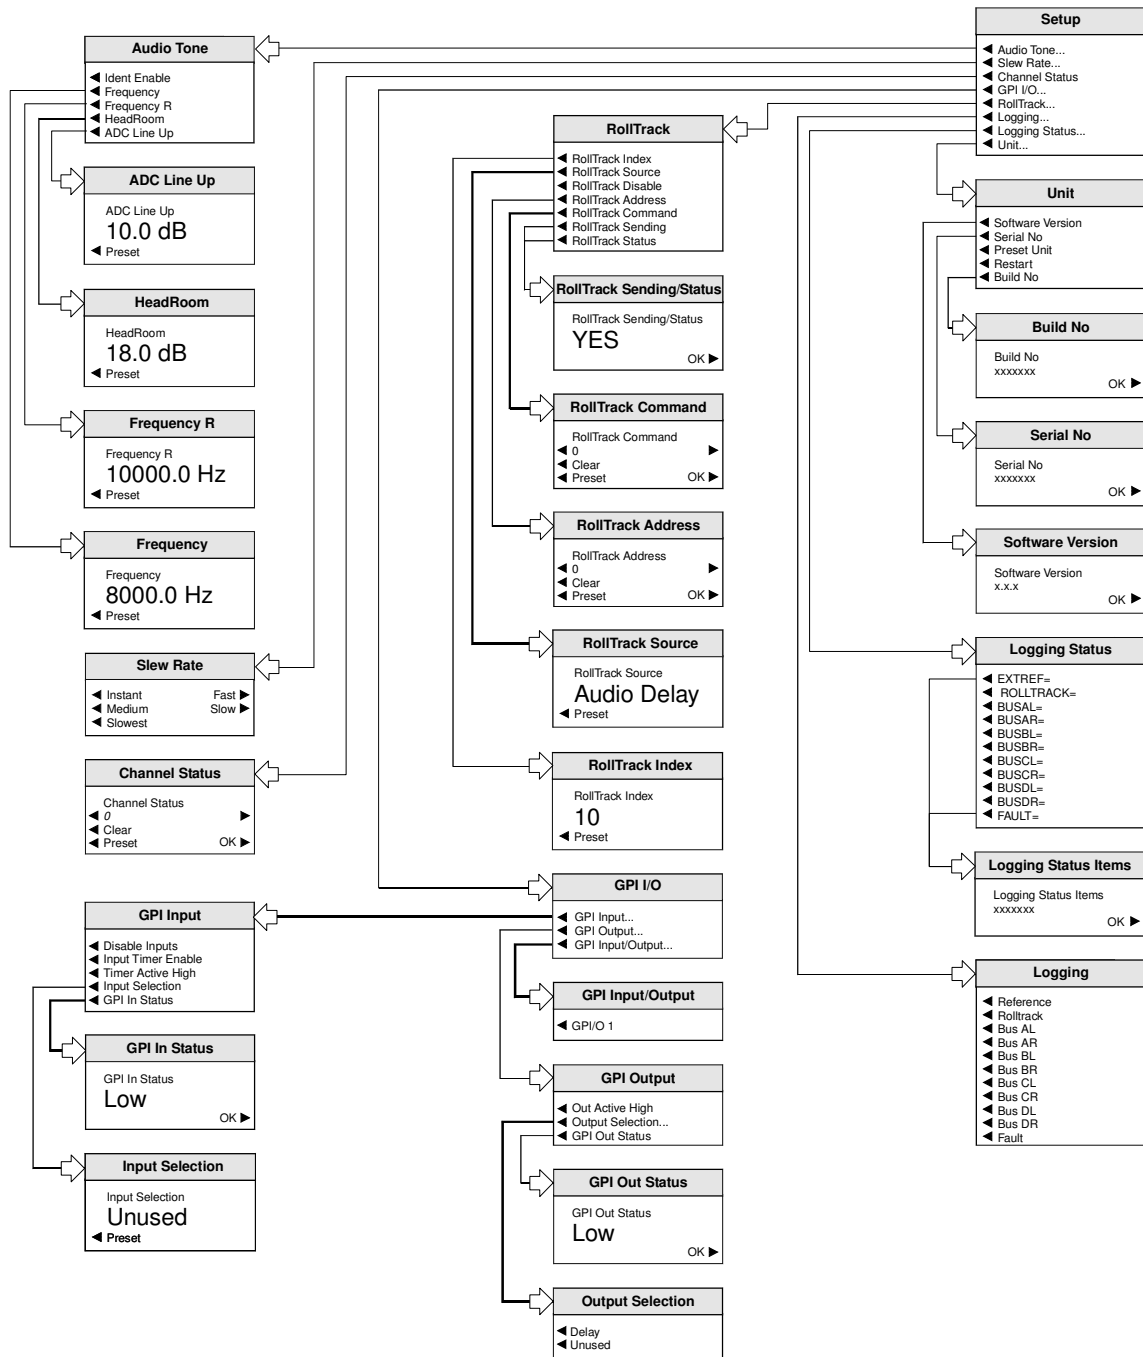 Setup
Audio Tone...
Slew Rate...
Channel Status
GPI I/O...
RollTrack...
Logging...
Logging Status...
Unit...
Audio Tone
Ident Enable
Frequency
Frequency R
HeadRoom
ADC Line Up
ADC Line Up
ADC Line Up
10.0 dB
Preset
HeadRoom
HeadRoom
18.0 dB
Preset
Frequency R
Frequency R
10000.0 Hz
Preset
Frequency
Frequency
8000.0 Hz
Preset
Slew Rate
Instant Fast
Medium Slow
Slowest
Channel Status
Channel Status
0
Clear
Preset OK
GPI Input
Disable Inputs
Input Timer Enable
Timer Active High
Input Selection
GPI In Status
GPI In Status
GPI In Status
Low
OK
Input Selection
Input Selection
Unused
Preset
RollTrack
RollTrack Index
RollTrack Source
RollTrack Disable
RollTrack Address
RollTrack Command
RollTrack Sending
RollTrack Status
RollTrack Sending/Status
RollTrack Sending/Status
YES
OK
RollTrack Command
RollTrack Command
0
Clear
Preset OK
RollTrack Address
RollTrack Address
0
Clear
Preset OK
RollTrack Source
RollTrack Source
Audio Delay
Preset
RollTrack Index
RollTrack Index
10
Preset
GPI I/O
GPI Input...
GPI Output...
GPI Input/Output...
GPI Input/Output
GPI/O 1
GPI Output
Out Active High
Output Selection...
GPI Out Status
GPI Out Status
GPI Out Status
Low
OK
Output Selection
Delay
Unused
Unit
Software Version
Serial No
Preset Unit
Restart
Build No
Build No
Build No
xxxxxxx
OK
Serial No
Serial No
xxxxxxx
OK
Software Version
Software Version
x.x.x
OK
Logging Status
EXTREF=
ROLLTRACK=
BUSAL=
BUSAR=
BUSBL=
BUSBR=
BUSCL=
BUSCR=
BUSDL=
BUSDR=
FAULT=
Logging Status Items
Logging Status Items
xxxxxxx
OK
Logging
Reference
Rolltrack
Bus AL
Bus AR
Bus BL
Bus BR
Bus CL
Bus CR
Bus DL
Bus DR
Fault